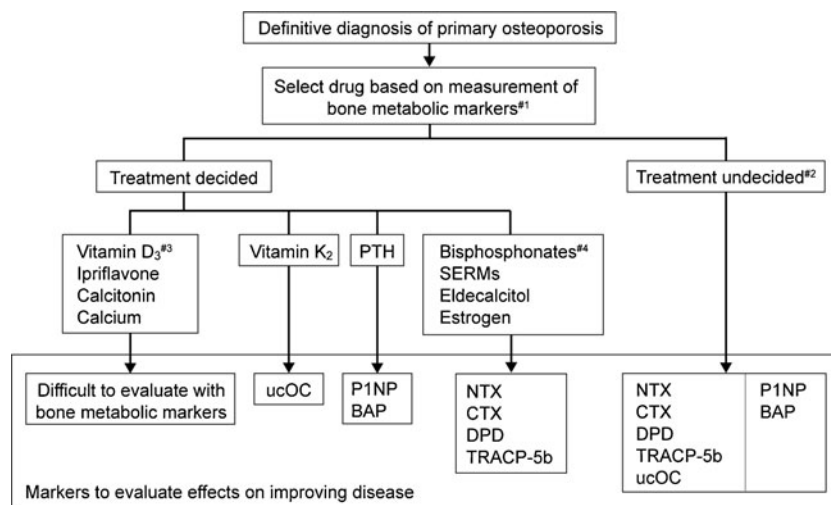 Definitive diagnosis of primary osteoporosis
Select drug based on measurement of
bone metabolic markers#1
Treatment decided
Treatment undecided#2
Vitamin D3#3
Ipriflavone
Calcitonin
Calcium
Vitamin K2
PTH
Bisphosphonates#4
SERMs
Eldecalcitol
Estrogen
Difficult to evaluate with
bone metabolic markers
ucOC
P1NP
BAP
NTX
CTX
DPD
TRACP-5b
NTX
CTX
DPD
TRACP-5b
ucOC
P1NP
BAP
Markers to evaluate effects on improving disease